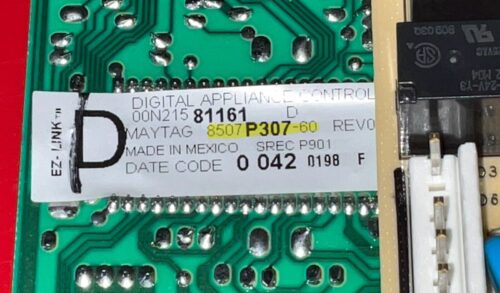 DIGITAL APPLIANCE CONTROL
00N215 81161 D
MAYTAG 8507P307-60 REV0
MADE IN MEXICO SREC P901
DATE CODE 0 042 0198 F
EZ-LINK™
D